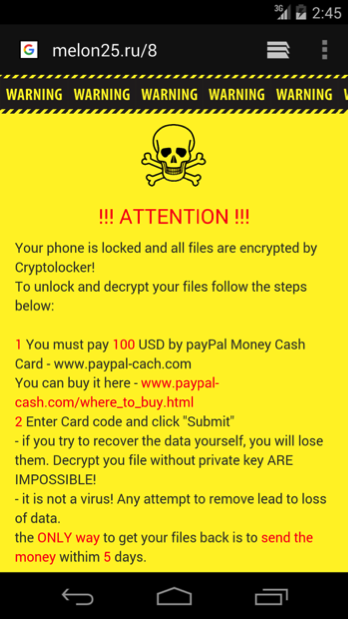 3G 2:45
melon25.ru/8
WARNING WARNING WARNING WARNING WARNING
!!! ATTENTION !!!
Your phone is locked and all files are encrypted by
Cryptolocker!
To unlock and decrypt your files follow the steps
below:
1 You must pay 100 USD by payPal Money Cash
Card - www.paypal-cach.com
You can buy it here - www.paypal-
cash.com/where_to_buy.html
2 Enter Card code and click "Submit"
- if you try to recover the data yourself, you will lose
them. Decrypt you file without private key ARE
IMPOSSIBLE!
- it is not a virus! Any attempt to remove lead to loss
of data.
the ONLY way to get your files back is to send the
money withim 5 days.